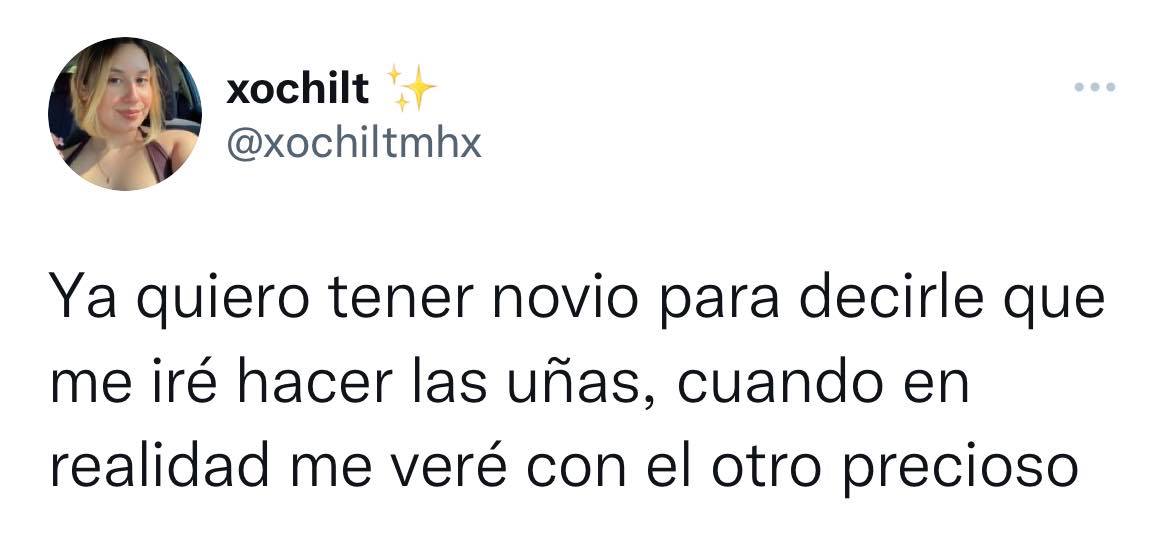 xochilt ✨
@xochiltmhx
Ya quiero tener novio para decirle que
me iré hacer las uñas, cuando en
realidad me veré con el otro precioso